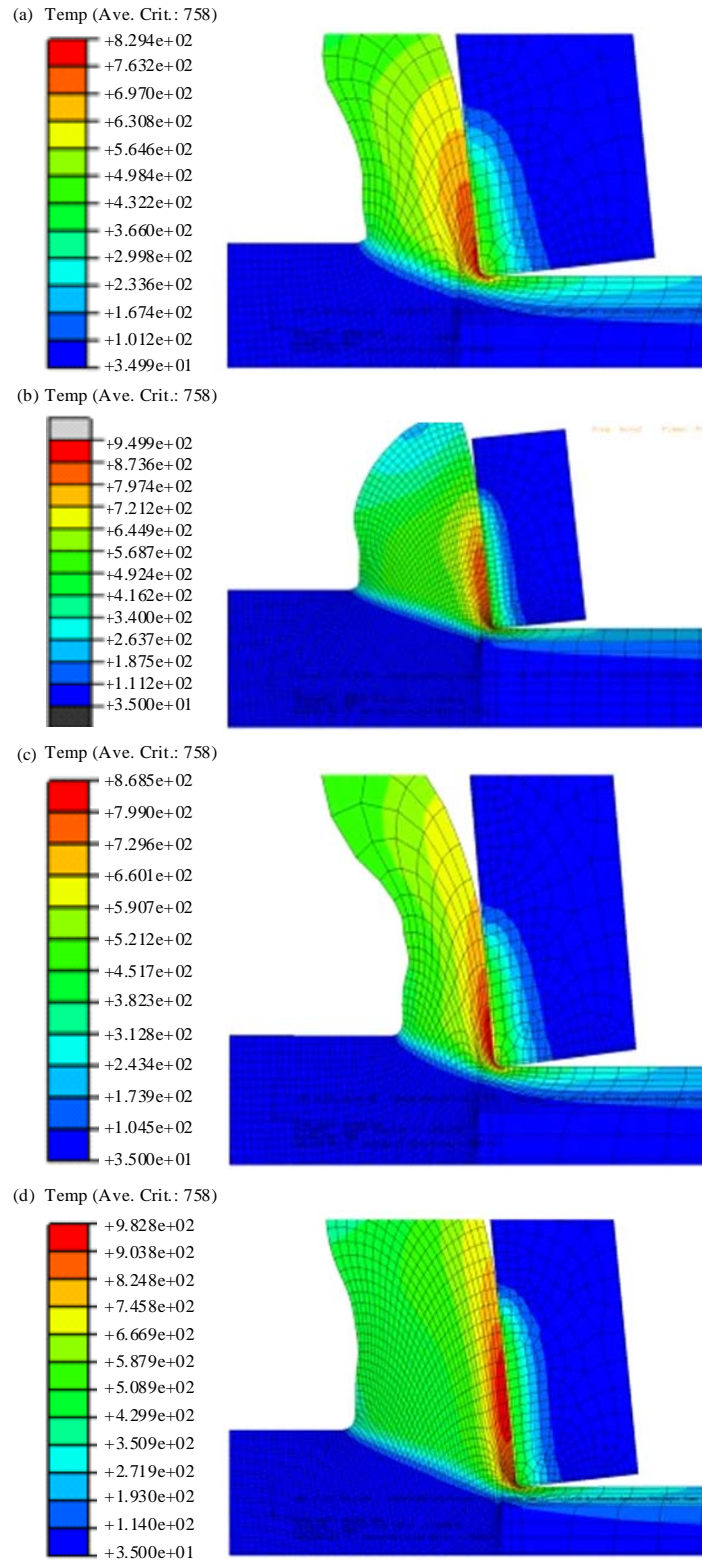 (a) Temp (Ave. Crit.: 758)
+8.294e+02
+7.632e+02
+6.970e+02
+6.308e+02
+5.646e+02
+4.984e+02
+4.322e+02
+3.660e+02
+2.998e+02
+2.336e+02
+1.674e+02
+1.012e+02
+3.499e+01
(b) Temp (Ave. Crit.: 758)
+9.499e+02
+8.736e+02
+7.974e+02
+7.212e+02
+6.449e+02
+5.687e+02
+4.924e+02
+4.162e+02
+3.400e+02
+2.637e+02
+1.875e+02
+1.112e+02
+3.500e+01
(c) Temp (Ave. Crit.: 758)
+8.685e+02
+7.990e+02
+7.296e+02
+6.601e+02
+5.907e+02
+5.212e+02
+4.517e+02
+3.823e+02
+3.128e+02
+2.434e+02
+1.739e+02
+1.045e+02
+3.500e+01
(d) Temp (Ave. Crit.: 758)
+9.828e+02
+9.038e+02
+8.248e+02
+7.458e+02
+6.669e+02
+5.879e+02
+5.089e+02
+4.299e+02
+3.509e+02
+2.719e+02
+1.930e+02
+1.140e+02
+3.500e+01